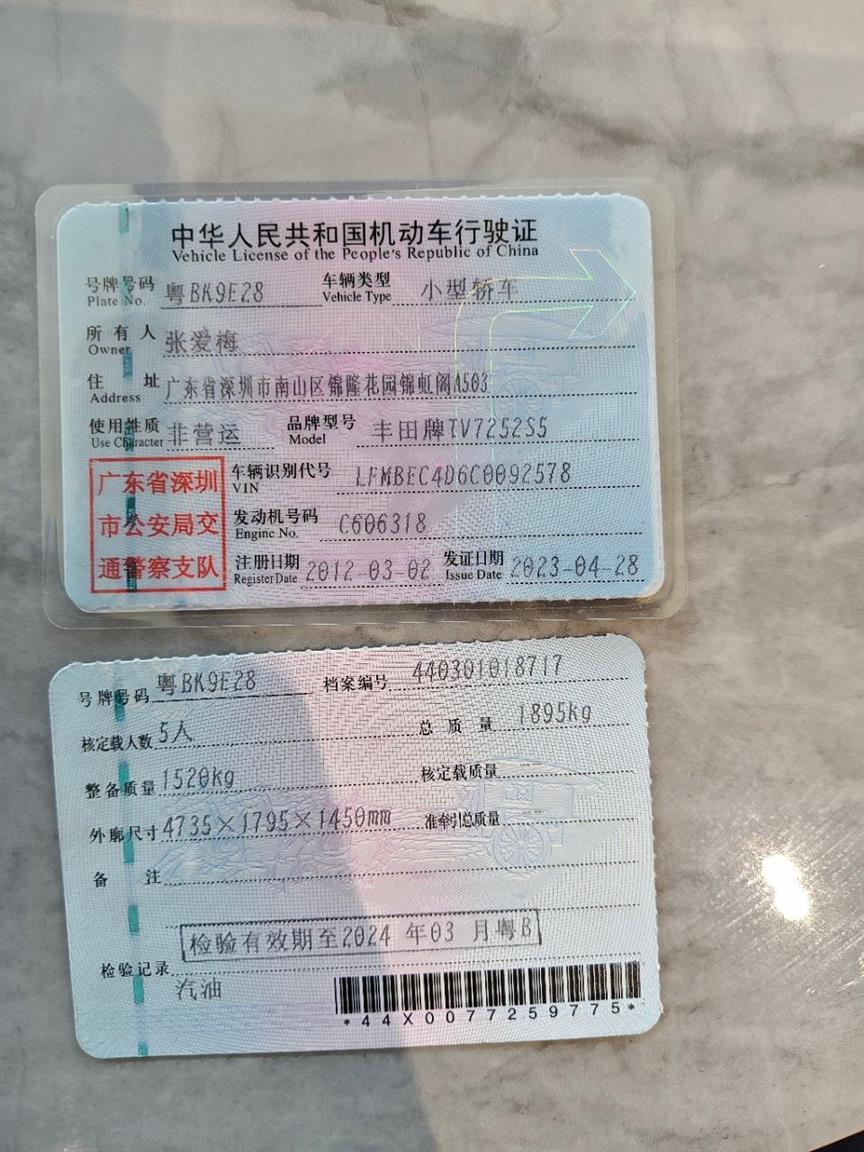 中华人民共和国机动车行驶证
Vehicle License of the People's Republic of China
号牌号码 粤BK9E28 车辆类型 小型轿车
Plate No. Vehicle Type
所有人 张爱梅
Owner
住址 广东省深圳市南山区锦隆花园锦虹阁A503
Address
使用性质 非营运 品牌型号 丰田牌TV7252S5
Use Character Model
广东省深圳市公安局交通警察支队
车辆识别代号 LFMBEC4D6C0092578
VIN
发动机号码 C606318
Engine No.
注册日期 2012-03-02 发证日期 2023-04-28
Register Date Issue Date
号牌号码 粤BK9E28 档案编号 440301018717
核定载人数 5人 总质量 1895kg
整备质量 1520kg 核定载质量
外廓尺寸 4735×1795×1450mm 准牵引总质量
备注
检验有效期至2024年03月粤B
检验记录
汽油
*44X0077259775*